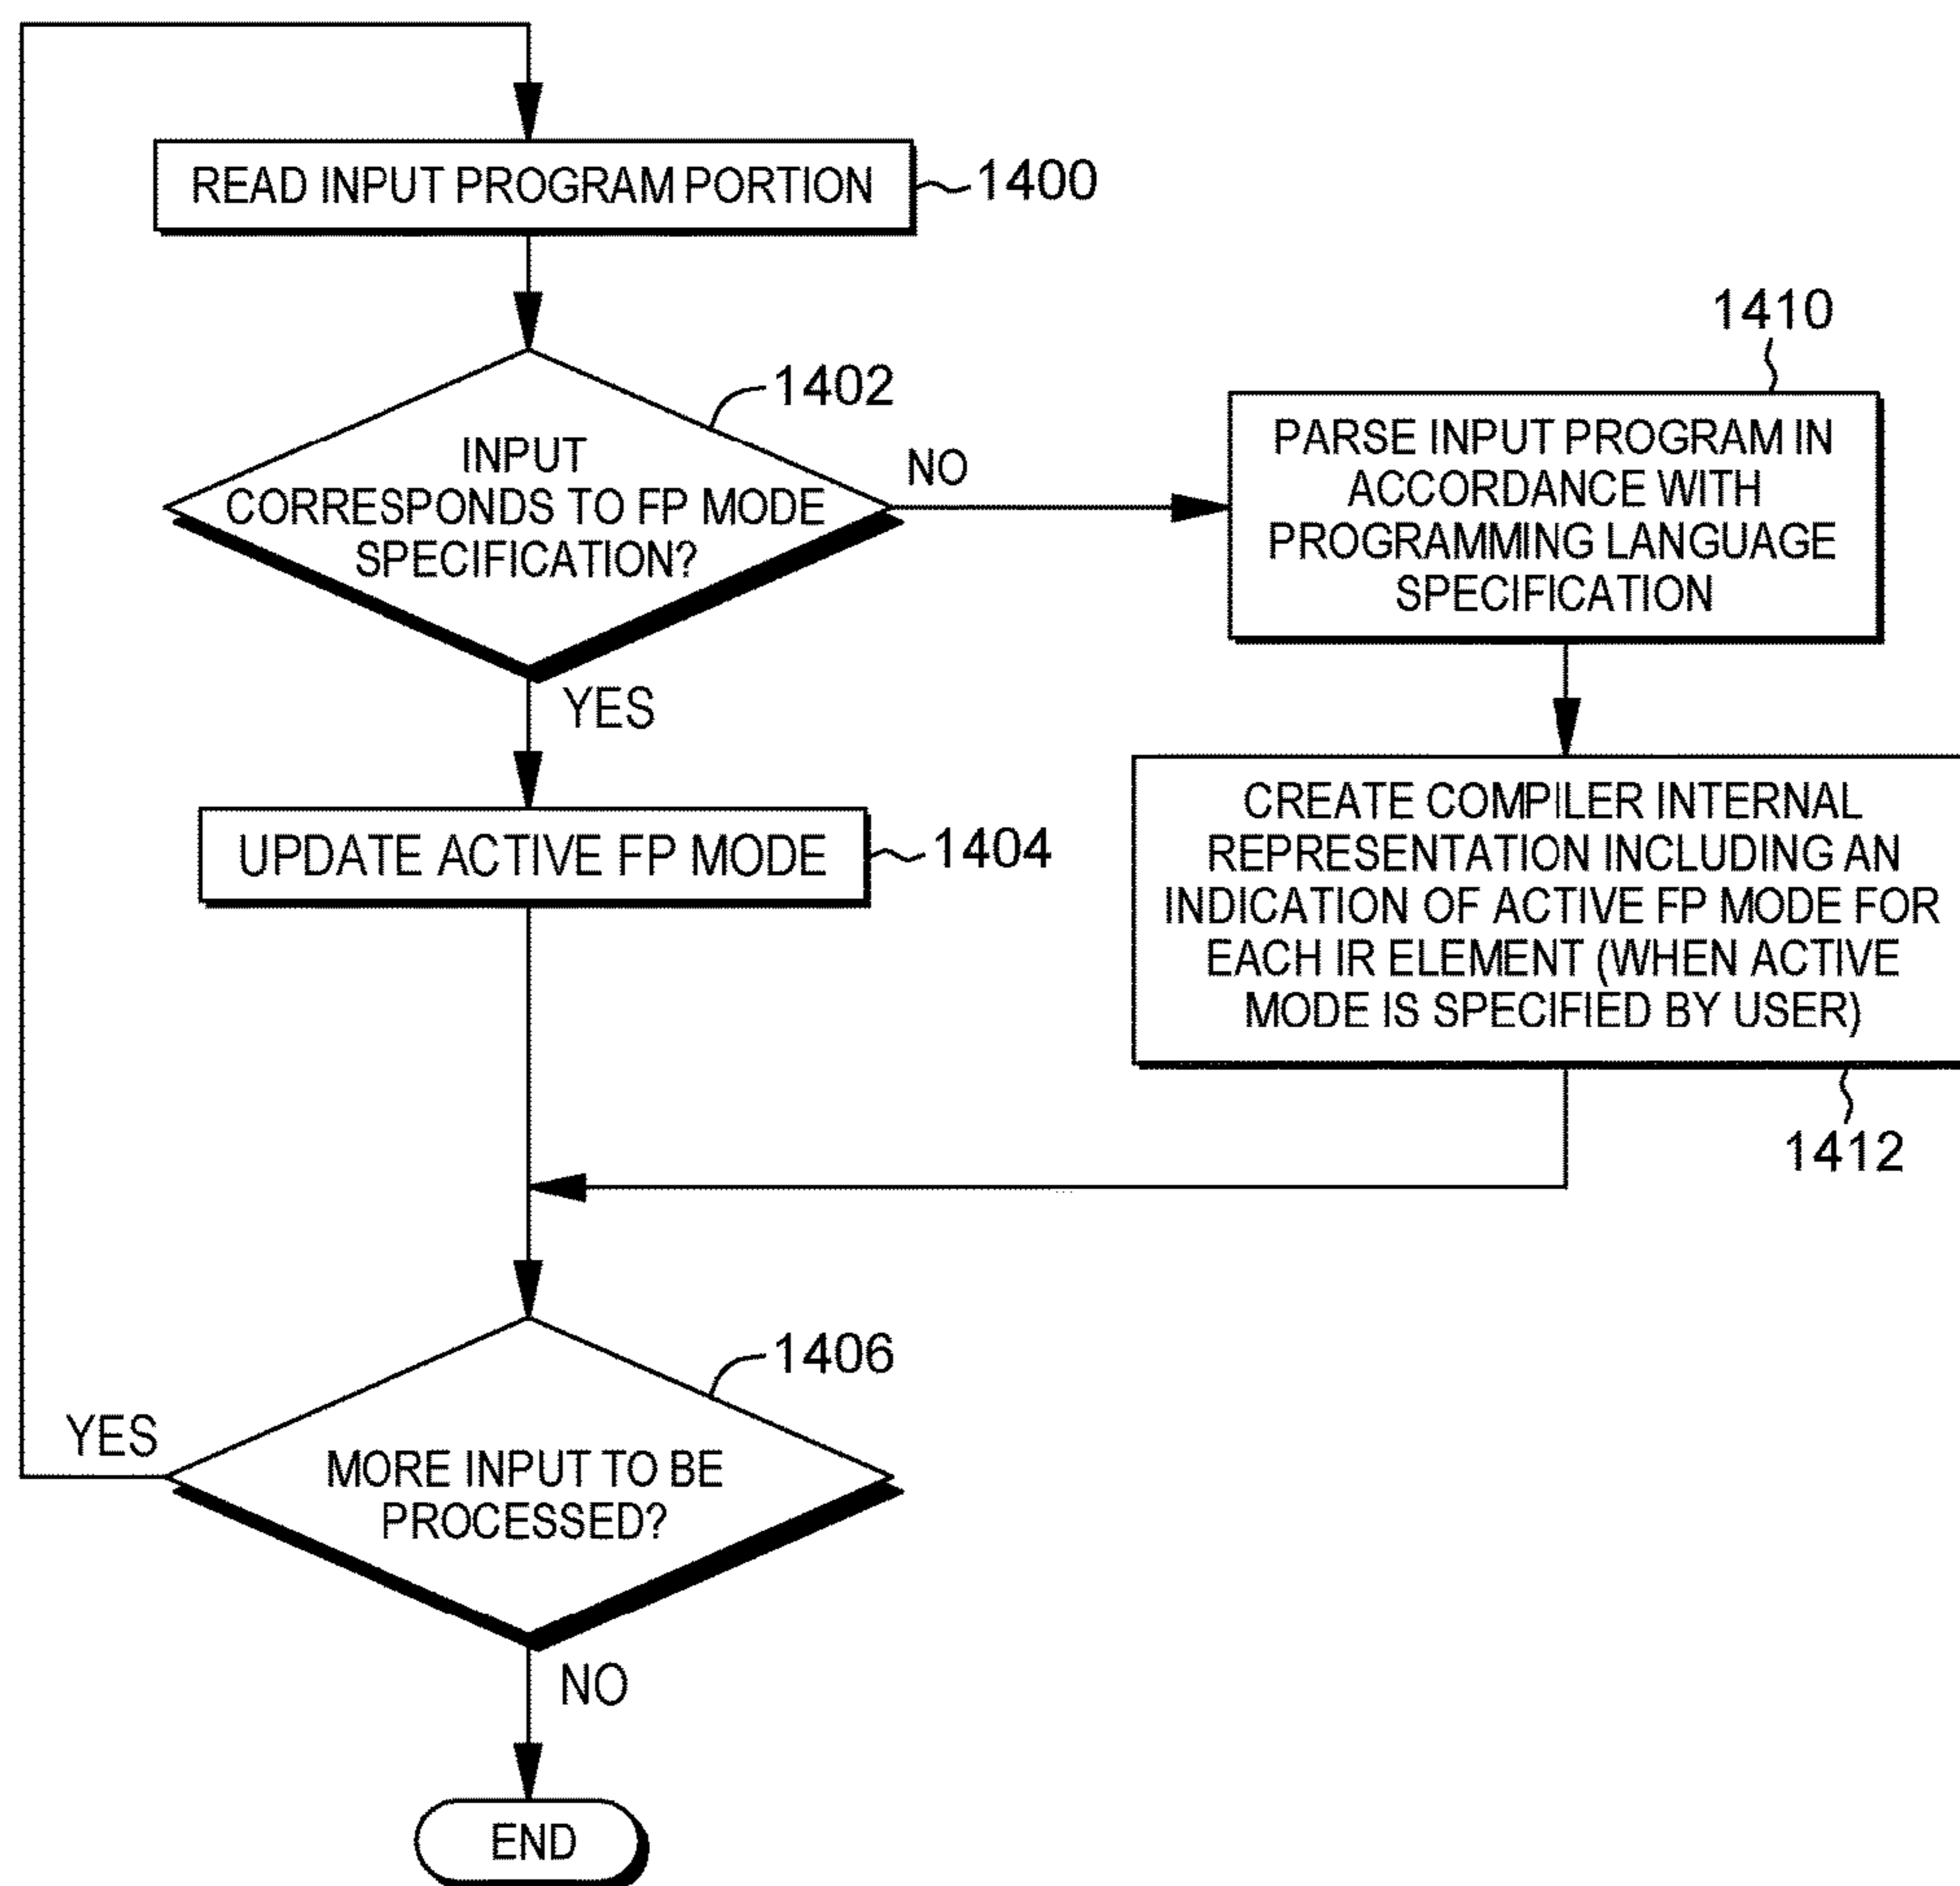 READ INPUT PROGRAM PORTION
1400
1402
INPUT
CORRESPONDS TO FP MODE
SPECIFICATION?
NO
YES
1410
PARSE INPUT PROGRAM IN
ACCORDANCE WITH
PROGRAMMING LANGUAGE
SPECIFICATION
UPDATE ACTIVE FP MODE
1404
CREATE COMPILER INTERNAL
REPRESENTATION INCLUDING AN
INDICATION OF ACTIVE FP MODE FOR
EACH IR ELEMENT (WHEN ACTIVE
MODE IS SPECIFIED BY USER)
1412
1406
YES
MORE INPUT TO BE
PROCESSED?
NO
END